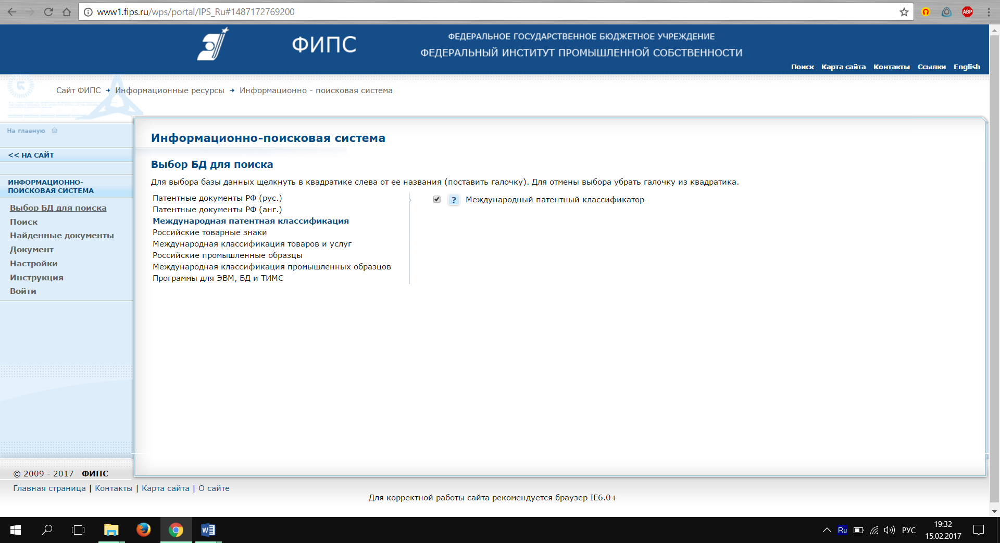 www1.fips.ru/wps/portal/IPS_Ru#1487172769200
ABP
ФИПС
ФЕДЕРАЛЬНОЕ ГОСУДАРСТВЕННОЕ БЮДЖЕТНОЕ УЧРЕЖДЕНИЕ
ФЕДЕРАЛЬНЫЙ ИНСТИТУТ ПРОМЫШЛЕННОЙ СОБСТВЕННОСТИ
Поиск Карта сайта Контакты Ссылки English
Сайт ФИПС Информационные ресурсы Информационно - поисковая система
На главную
<< НА САЙТ
ИНФОРМАЦИОННО-
ПОИСКОВАЯ СИСТЕМА
Выбор БД для поиска
Поиск
Найденные документы
Документ
Настройки
Инструкция
Войти
Информационно-поисковая система
Выбор БД для поиска
Для выбора базы данных щелкнуть в квадратике слева от ее названия (поставить галочку). Для отмены выбора убрать галочку из квадратика.
Патентные документы РФ (рус.)
Патентные документы РФ (анг.)
Международная патентная классификация
Российские товарные знаки
Международная классификация товаров и услуг
Российские промышленные образцы
Международная классификация промышленных образцов
Программы для ЭВМ, БД и ТИМС
? Международный патентный классификатор
© 2009 - 2017 ФИПС
Главная страница | Контакты | Карта сайта | О сайте
Для корректной работы сайта рекомендуется браузер IE6.0+
Ru РУС
19:32
15.02.2017